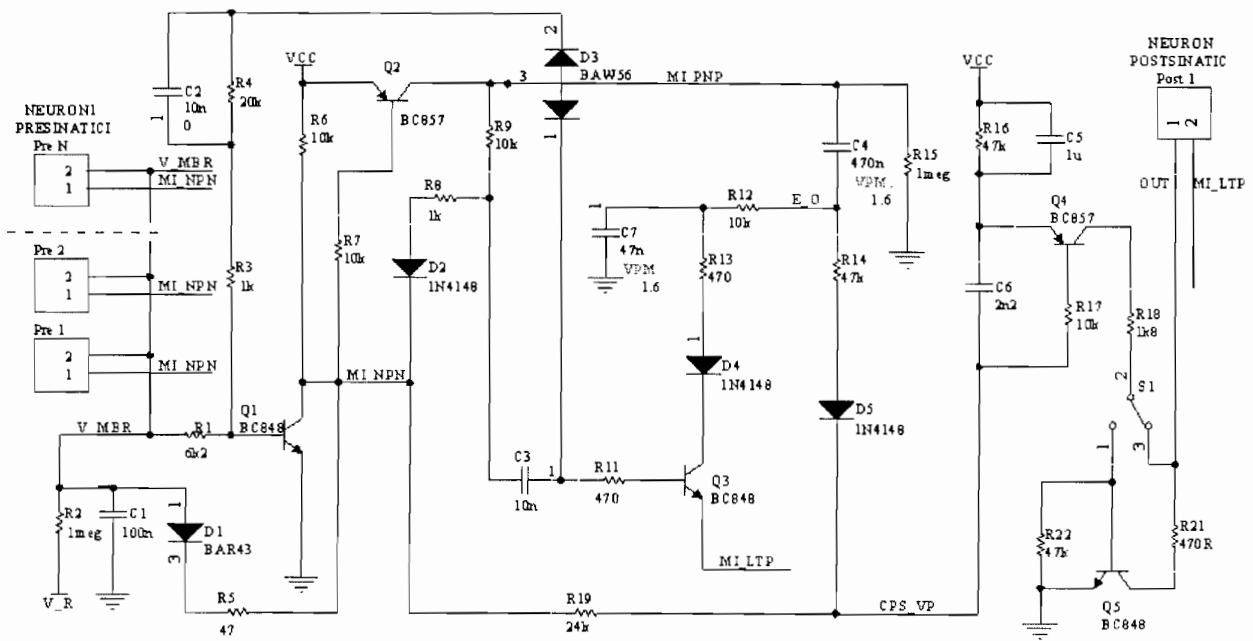 NEURONI
PRESINATICI
Pre N
2
1
V_MBR
MI_NPN
Pre 2
2
1
MI_NPN
Pre 1
2
1
MI_NPN
V_MBR
R1
6k2
R2
1meg
V_R
C1
100n
1
D1
BAR43
3
R5
47
1
C2
10n
0
R4
20k
R3
1k
Q1
BC848
VCC
R6
10k
Q2
BC857
R7
10k
MI_NPN
R8
1k
D2
1N4148
R9
10k
2
D3
BAW56
3
MI_PNP
1
C3
10n
1
R11
470
Q3
BC848
MI_LTP
R19
24k
CPS_VP
1
C7
47n
VPM
1.6
R12
10k
E_O
R13
470
1
D4
1N4148
C4
470n
VPM.
1.6
R15
1meg
R14
47k
D5
1N4148
VCC
R16
47k
C5
1u
Q4
BC857
C6
2n2
R17
10k
R18
1k8
2
S1
1
3
NEURON
POSTSINATIC
Post 1
1
2
OUT
MI_LTP
R22
47k
R21
470R
Q5
BC848